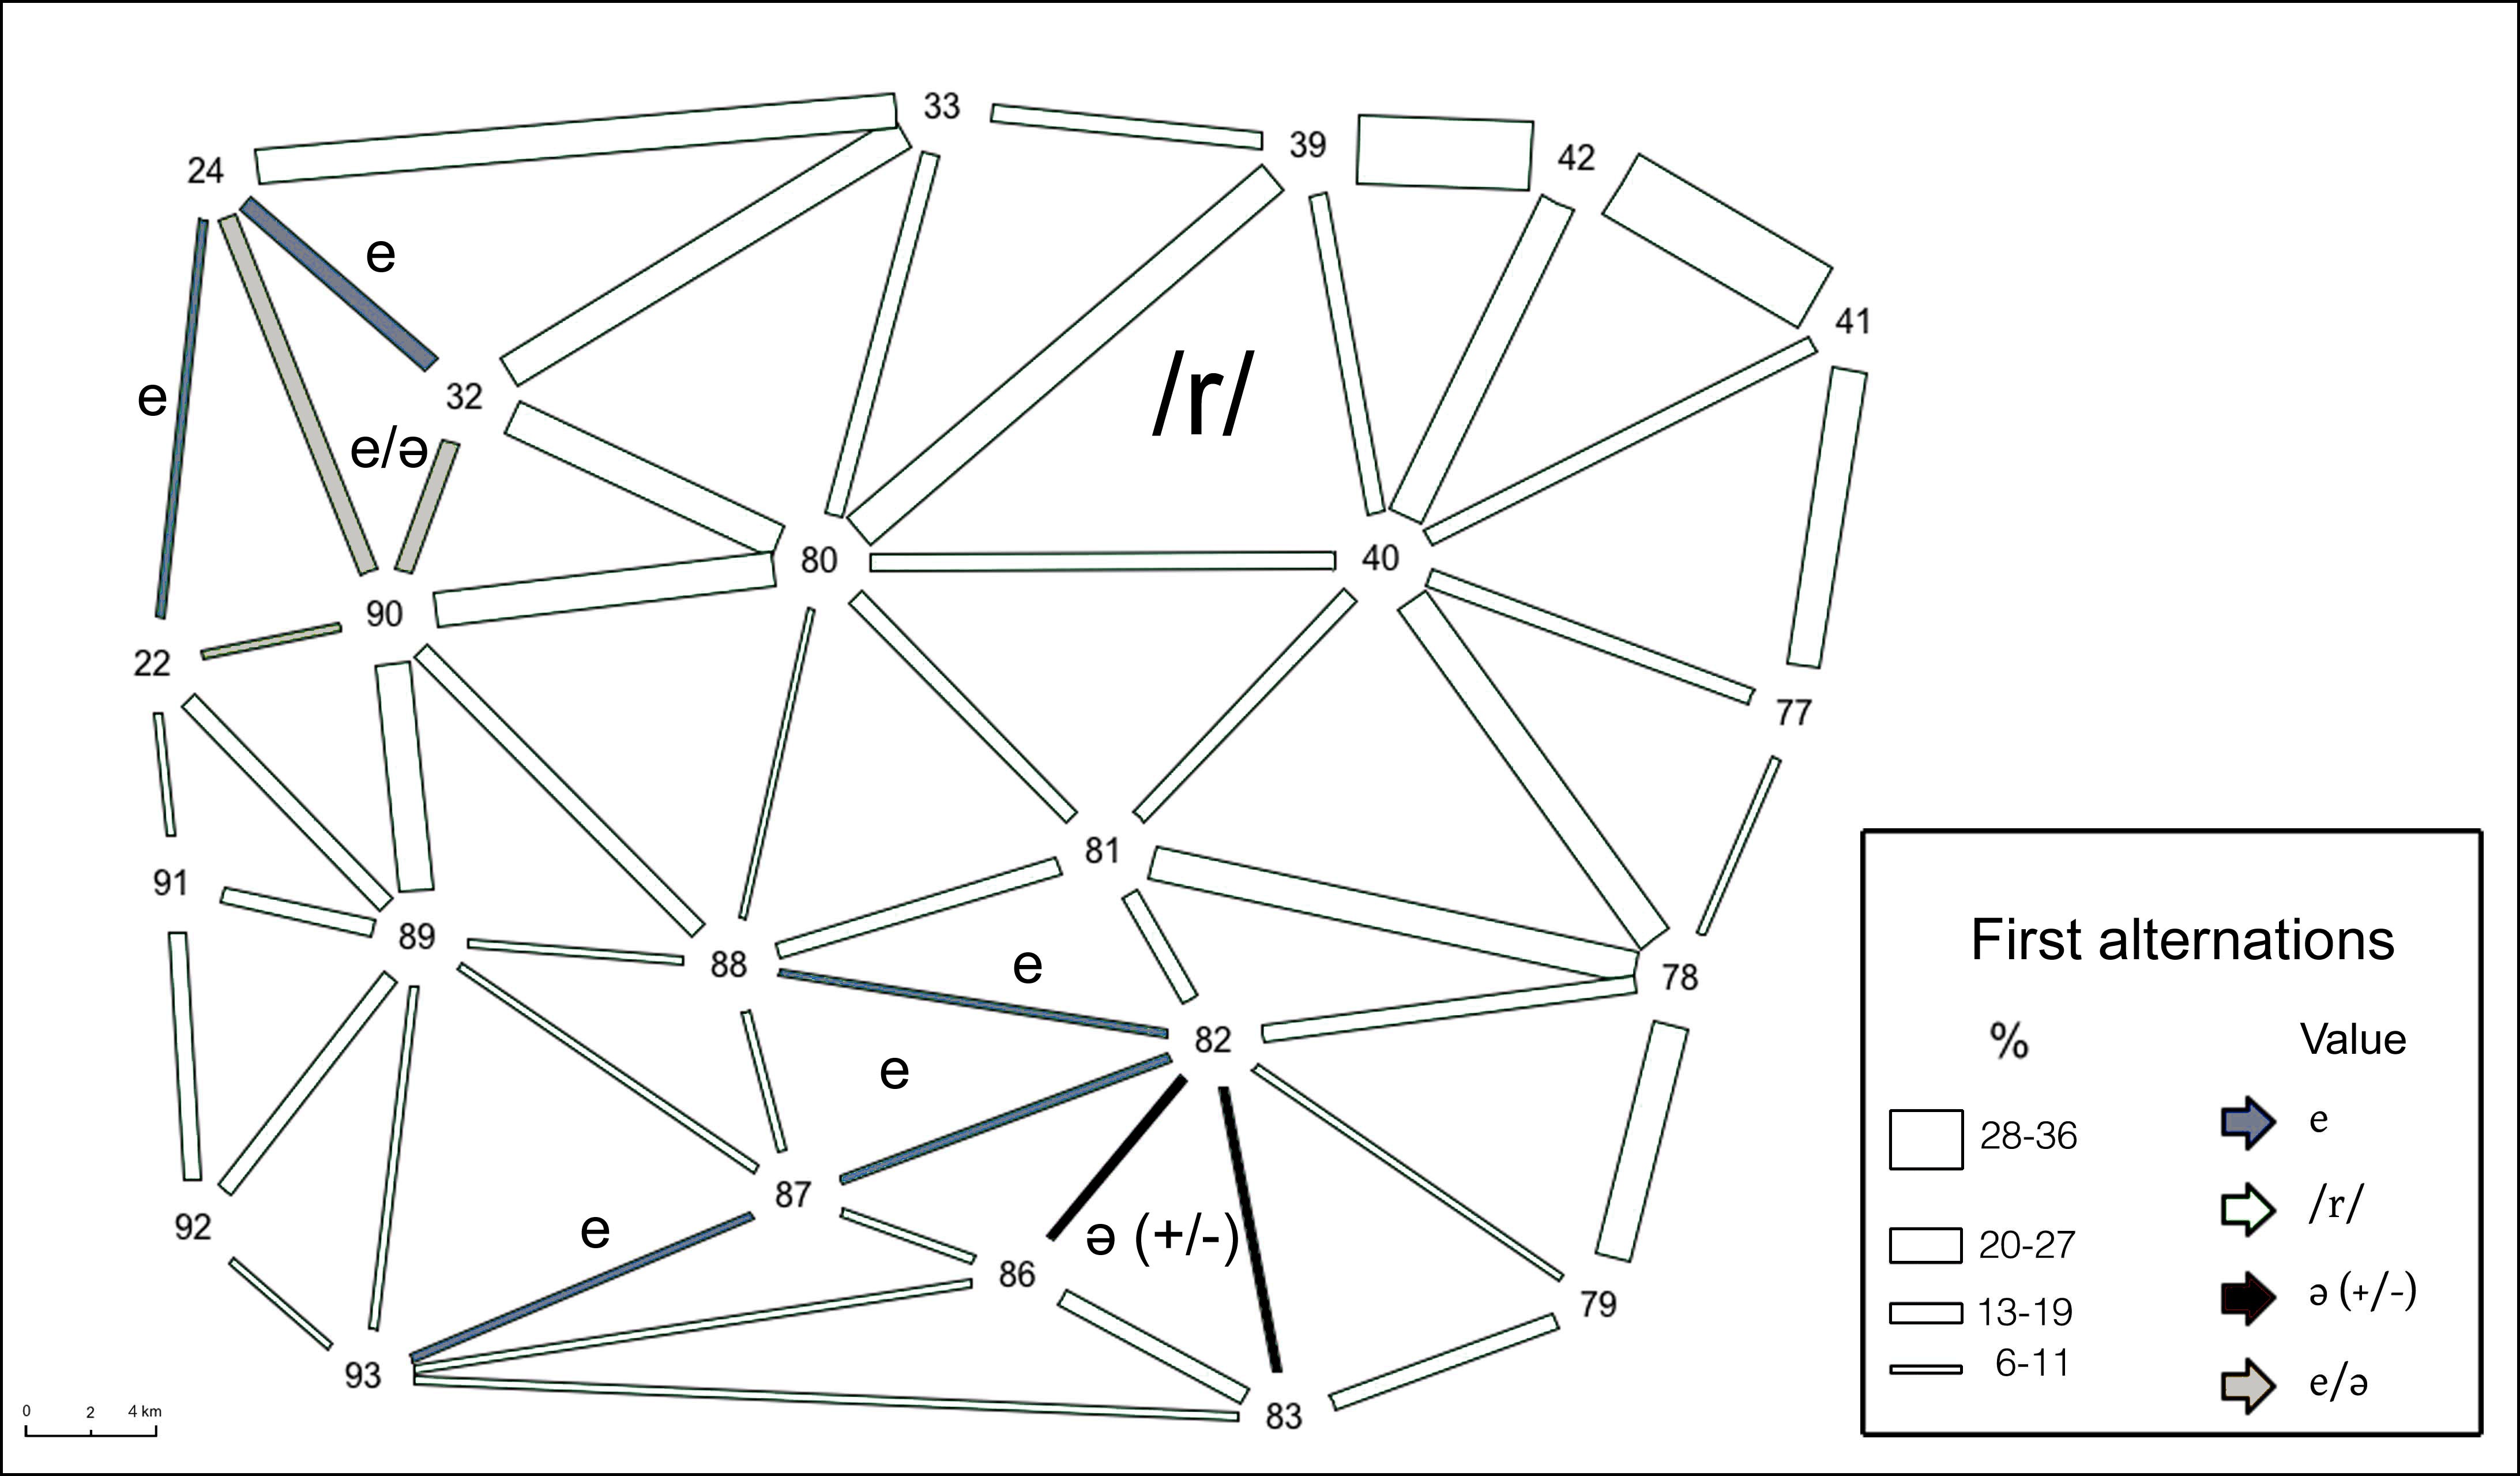 33
39
42
24
e
41
32
e
/r/
e/ə
80
40
90
22
77
81
91
89
88
e
78
82
e
87
92
e
ə (+/-)
86
79
93
83
0 2 4 km
First alternations
% Value
28-36 e
20-27 /r/
13-19 ə (+/-)
6-11 e/ə